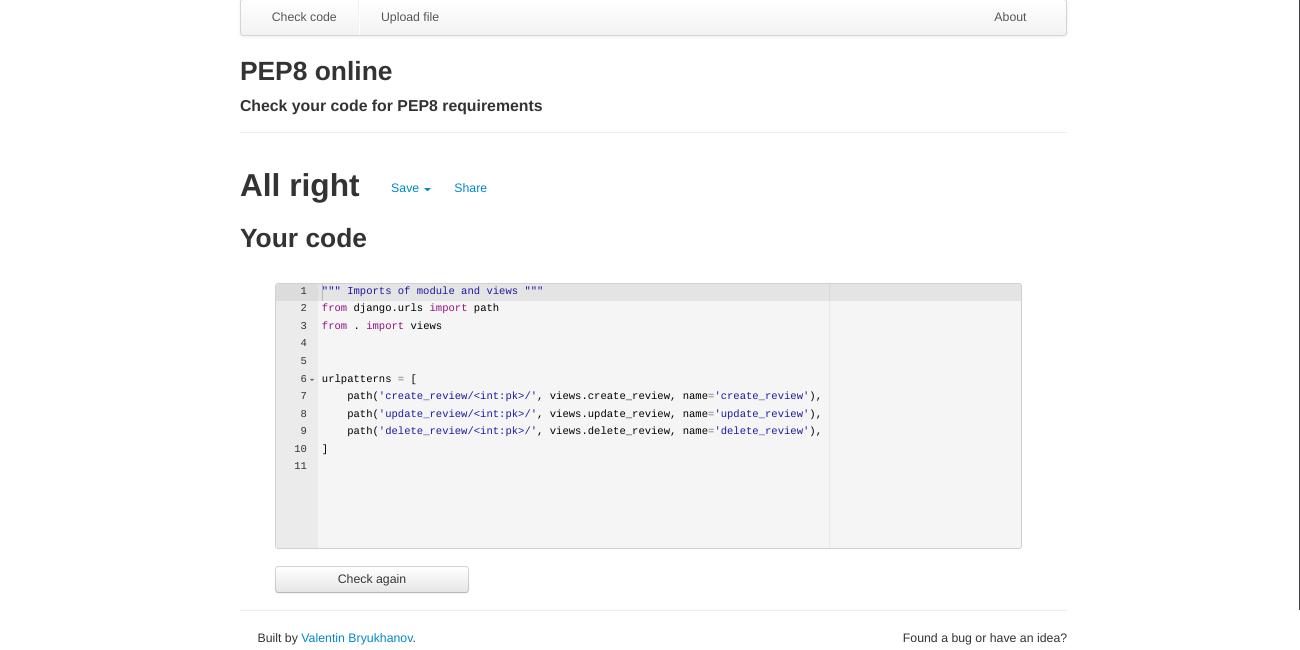 Check code Upload file About
PEP8 online
Check your code for PEP8 requirements
All right Save Share
Your code
1 """ Imports of module and views """
2 from django.urls import path
3 from . import views
4
5
6 urlpatterns = [
7     path('create_review/<int:pk>/', views.create_review, name='create_review'),
8     path('update_review/<int:pk>/', views.update_review, name='update_review'),
9     path('delete_review/<int:pk>/', views.delete_review, name='delete_review'),
10 ]
11
Check again
Built by Valentin Bryukhanov. Found a bug or have an idea?